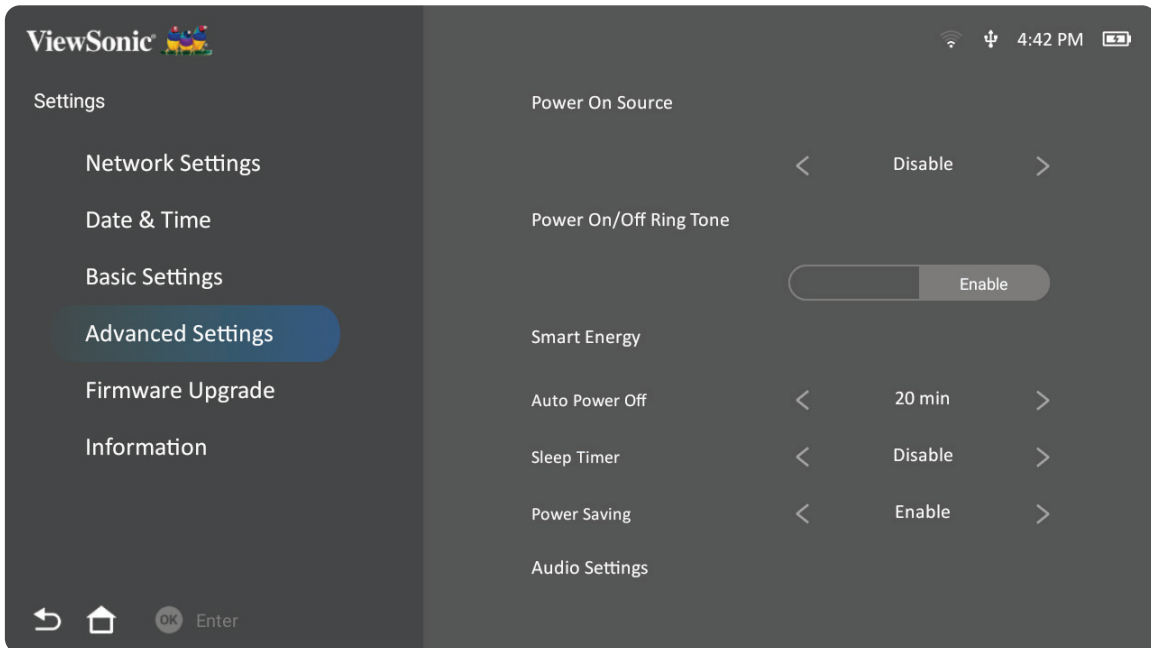 ViewSonic®
4:42 PM
Settings
Network Settings
Date & Time
Basic Settings
Advanced Settings
Firmware Upgrade
Information
OK Enter
Power On Source
< Disable >
Power On/Off Ring Tone
Enable
Smart Energy
Auto Power Off < 20 min >
Sleep Timer < Disable >
Power Saving < Enable >
Audio Settings